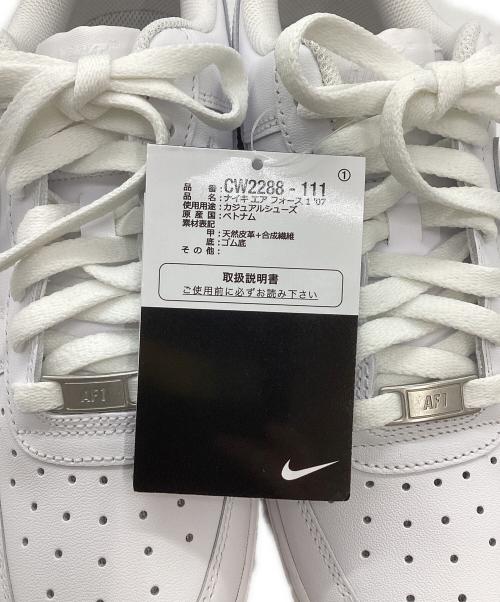 ①
品　番：CW2288 - 111
品　名：ナイキ エア フォース 1 '07
使用用途：カジュアルシューズ
原 産 国：ベトナム
素材表記
甲：天然皮革+合成繊維
底：ゴム底
そ の 他：
取扱説明書
ご使用前に必ずお読み下さい
AF1
AF1